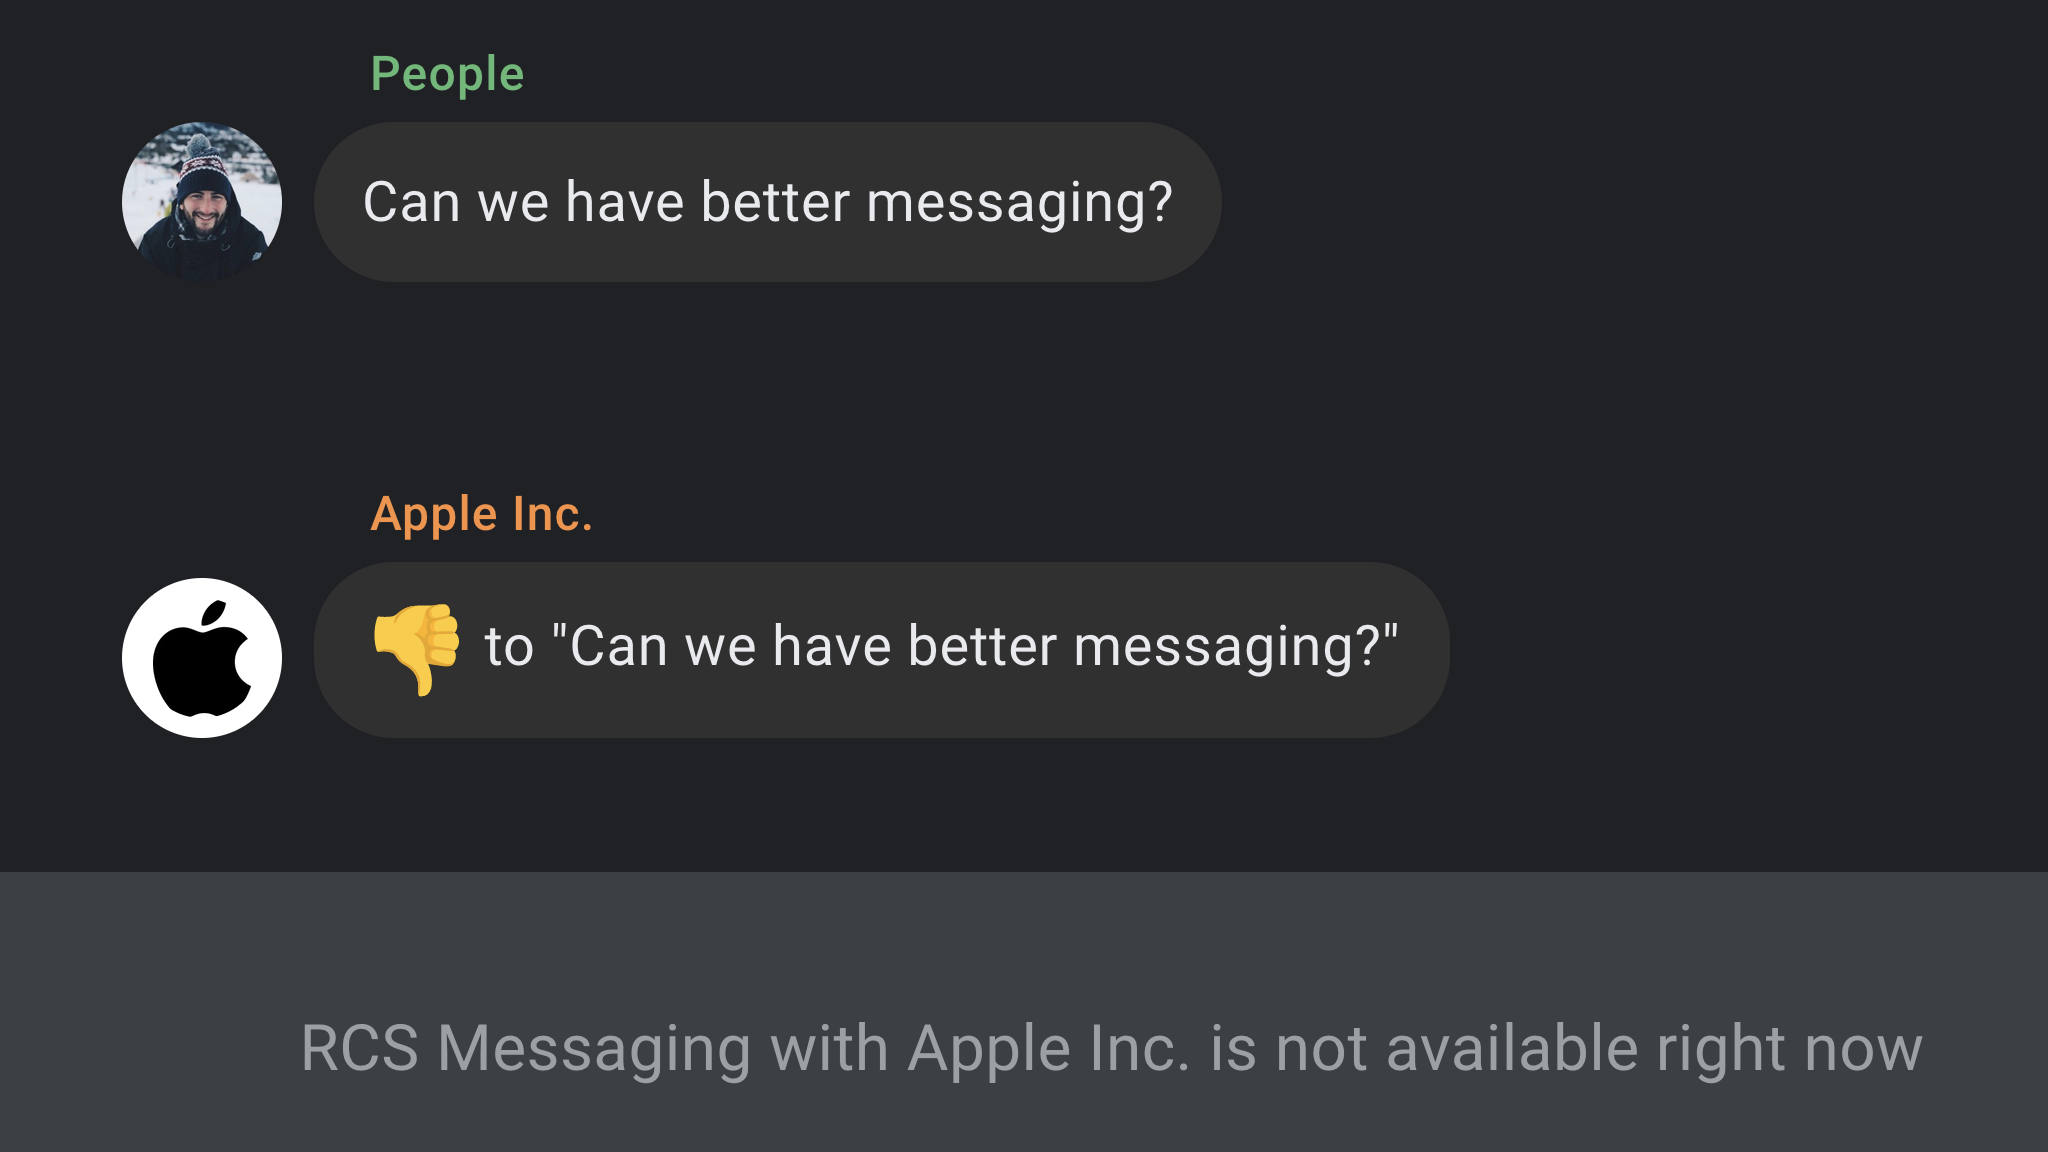 People
Can we have better messaging?
Apple Inc.
👎 to "Can we have better messaging?"
RCS Messaging with Apple Inc. is not available right now